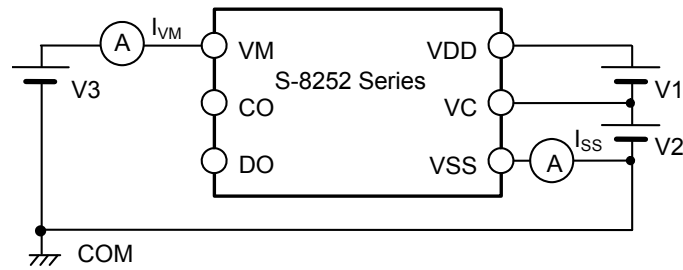 A
I_VM
VM
VDD
V3
S-8252 Series
V1
CO
VC
V2
DO
VSS
A
I_SS
COM